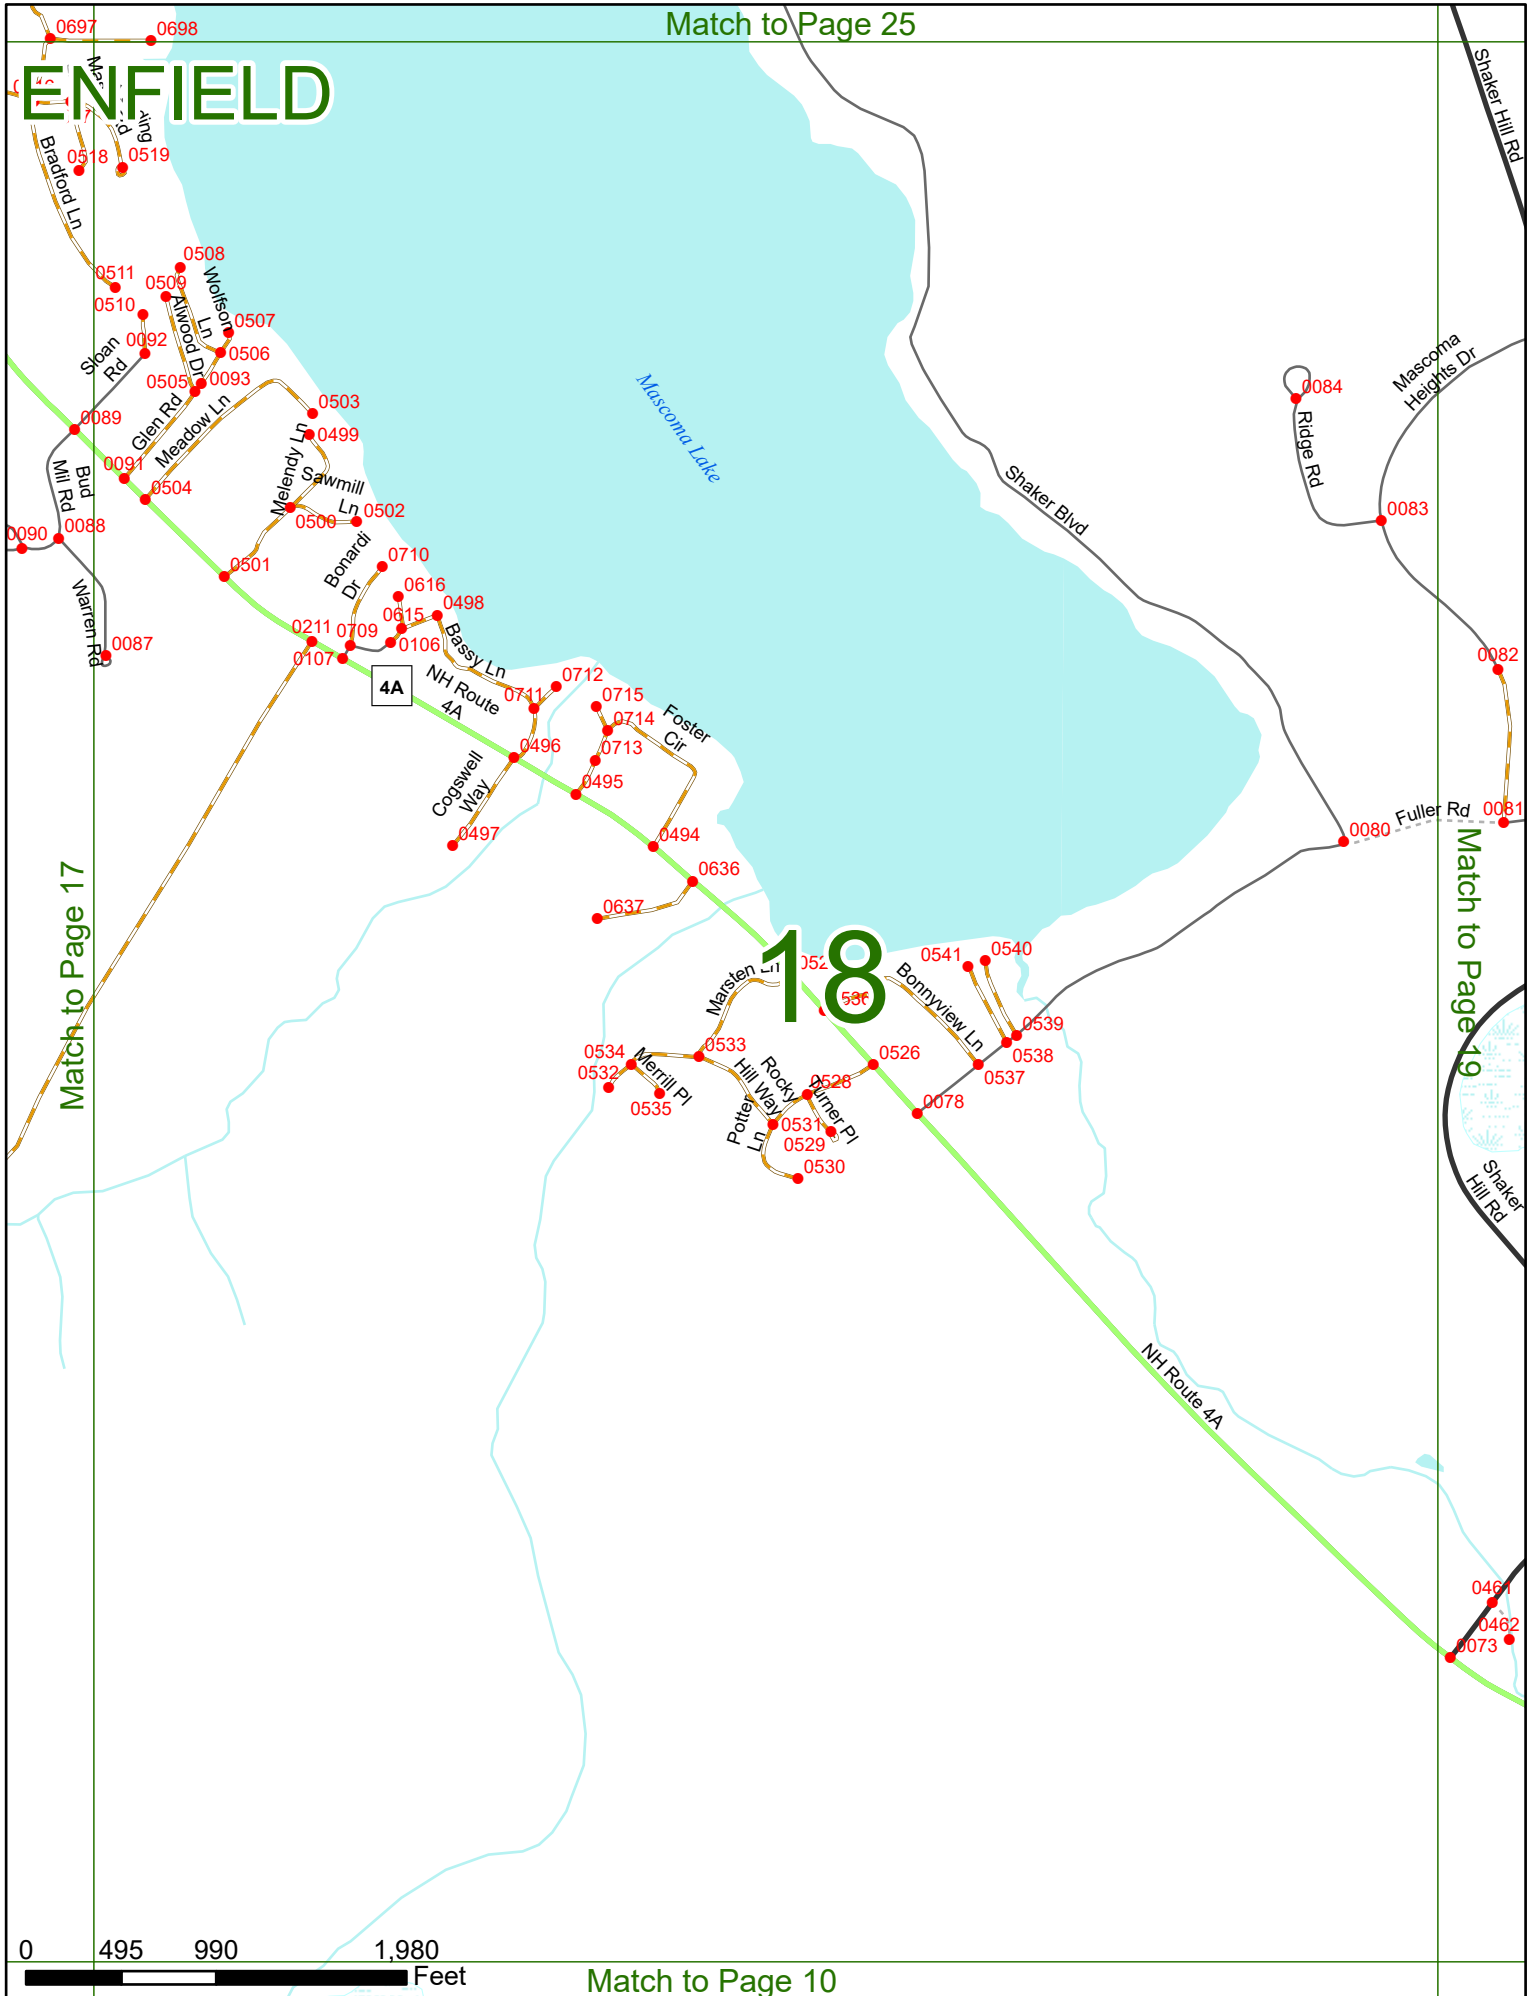 Match to Page 25
0697
0698
ENFIELD
0518
0519
Bradford Ln
Shaker Hill Rd
0508
0511
0509
0510
Wolfson
Ln
0507
Alwood Dr
0092
0506
Sloan
Rd
0505
0093
Mascoma
Heights Dr
0084
Mascoma Lake
Glen Rd
Meadow Ln
0503
0089
0499
Ridge Rd
Melendy Ln
0091
Bud
Mill Rd
0504
Sawmill
Ln
Shaker Blvd
0502
0500
0083
0090
0088
Bonardi
Dr
0710
0501
0616
Warren Rd
0615
0498
0211
0709
0106
0087
0107
Bassy Ln
0082
4A
NH Route
4A
0712
0711
0715
0714
Foster
Cir
0496
0713
Cogswell
Way
0495
0497
0494
0080
Fuller Rd
0081
0636
0637
Match to Page 17
Match to Page 19
18
Marsten Ln
0541
0540
Bonnyview Ln
0539
0538
0534
0533
0526
0537
0532
Merrill Pl
0535
Rocky
Hill Way
0528
Turner Pl
0078
Potter
Ln
0531
0529
0530
Shaker
Hill Rd
NH Route 4A
0461
0462
0073
0 495 990 1,980
Feet
Match to Page 10